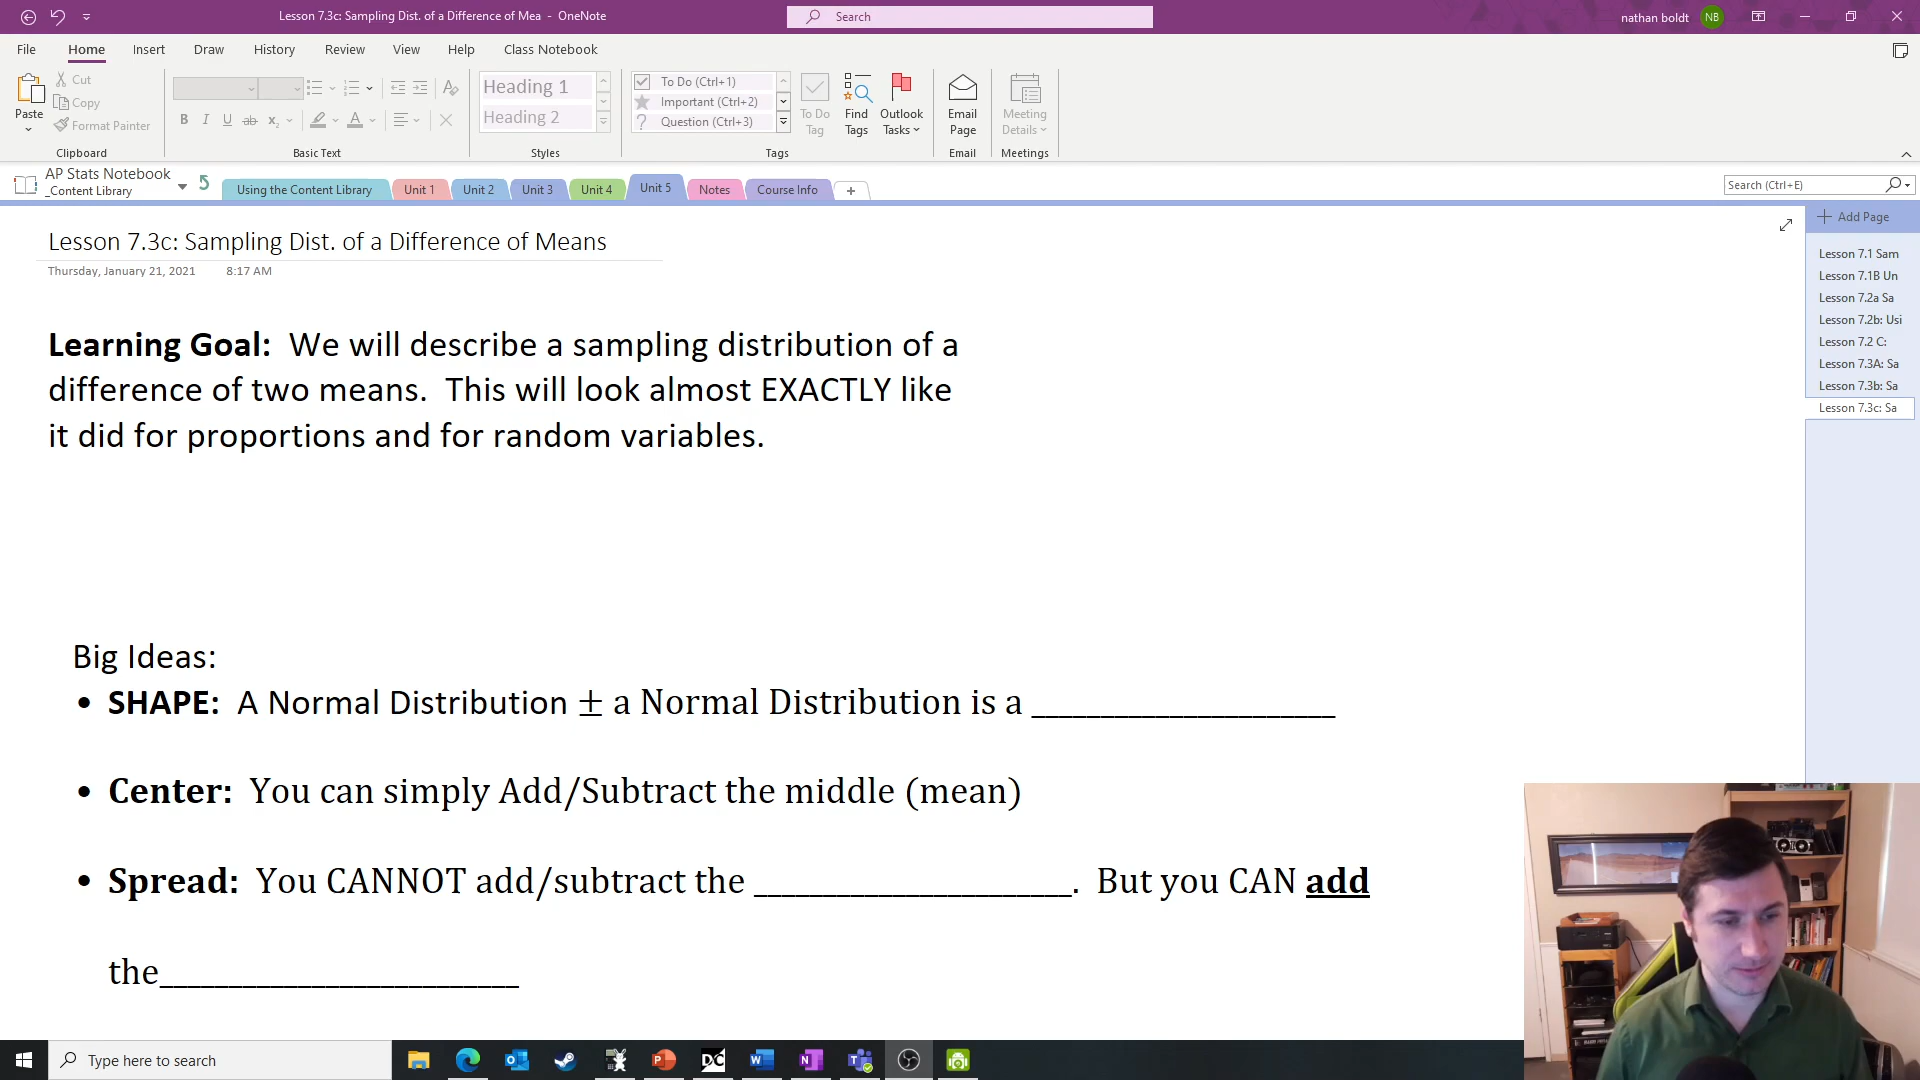 Lesson 7.3c: Sampling Dist. of a Difference of Mea - OneNote
Search
nathan boldt
NB
File Home Insert Draw History Review View Help Class Notebook
Paste
Cut
Copy
Format Painter
Clipboard
B I U ab x₂ A
Basic Text
Heading 1
Heading 2
Styles
To Do (Ctrl+1)
Important (Ctrl+2)
Question (Ctrl+3)
To Do
Tag
Find
Tags
Outlook
Tasks
Tags
Email
Page
Email
Meeting
Details
Meetings
AP Stats Notebook
_Content Library
Using the Content Library Unit 1 Unit 2 Unit 3 Unit 4 Unit 5 Notes Course Info +
Search (Ctrl+E)
Add Page
Lesson 7.1 Sam
Lesson 7.1B Un
Lesson 7.2a Sa
Lesson 7.2b: Usi
Lesson 7.2 C:
Lesson 7.3A: Sa
Lesson 7.3b: Sa
Lesson 7.3c: Sa
Lesson 7.3c: Sampling Dist. of a Difference of Means
Thursday, January 21, 2021 8:17 AM
Learning Goal: We will describe a sampling distribution of a
difference of two means. This will look almost EXACTLY like
it did for proportions and for random variables.
Big Ideas:
• SHAPE: A Normal Distribution ± a Normal Distribution is a ______________________
• Center: You can simply Add/Subtract the middle (mean)
• Spread: You CANNOT add/subtract the _______________________. But you CAN add
the__________________________
Type here to search
DC